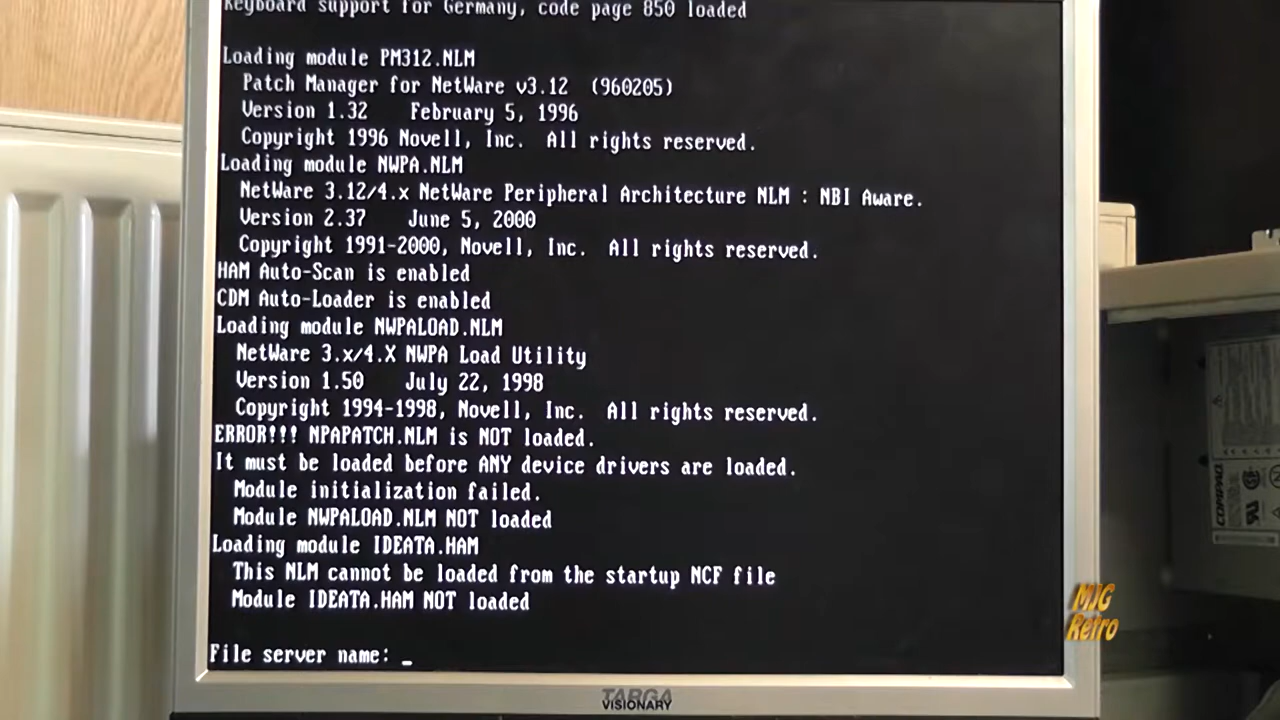 Keyboard support for Germany, code page 850 loaded
Loading module PM312.NLM
Patch Manager for NetWare v3.12 (960205)
Version 1.32 February 5, 1996
Copyright 1996 Novell, Inc. All rights reserved.
Loading module NWPA.NLM
NetWare 3.12/4.x NetWare Peripheral Architecture NLM : NBI Aware.
Version 2.37 June 5, 2000
Copyright 1991-2000, Novell, Inc. All rights reserved.
HAM Auto-Scan is enabled
CDM Auto-Loader is enabled
Loading module NWPALOAD.NLM
NetWare 3.x/4.X NWPA Load Utility
Version 1.50 July 22, 1998
Copyright 1994-1998, Novell, Inc. All rights reserved.
ERROR!!! NPAPATCH.NLM is NOT loaded.
It must be loaded before ANY device drivers are loaded.
Module initialization failed.
Module NWPALOAD.NLM NOT loaded
Loading module IDEATA.HAM
This NLM cannot be loaded from the startup NCF file
Module IDEATA.HAM NOT loaded
File server name: _
TARGA
VISIONARY
COMPAQ
MJG
Retro